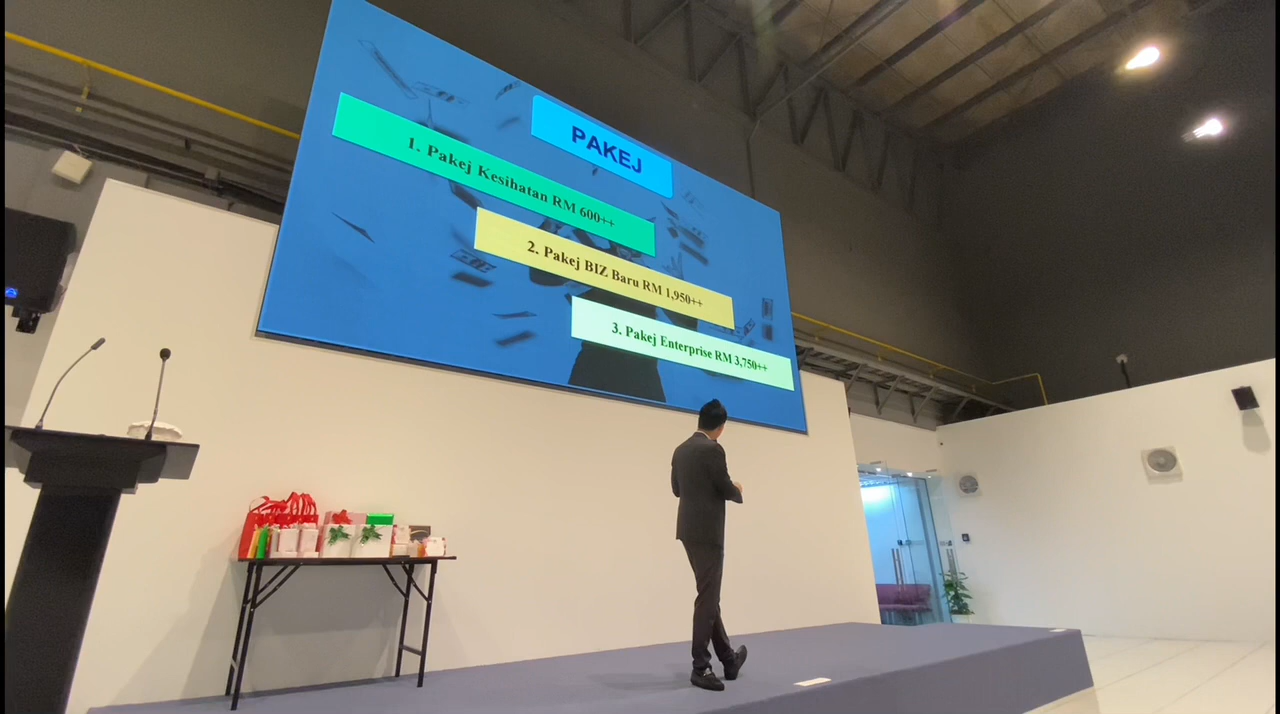 PAKEJ
1. Pakej Kesihatan RM 600++
2. Pakej BIZ Baru RM 1,950++
3. Pakej Enterprise RM 3,750++